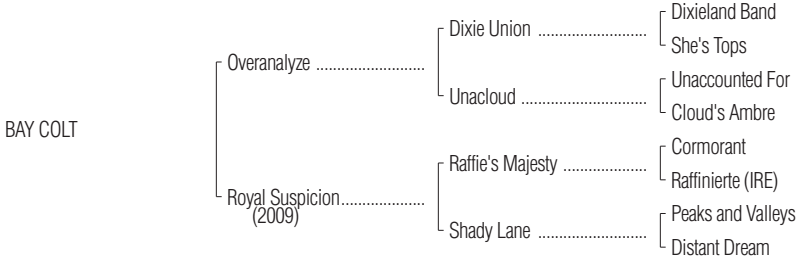 Dixieland Band
Dixie Union ..........................
She's Tops
Overanalyze ..........................
Unaccounted For
Unacloud ..............................
Cloud's Ambre
BAY COLT
Cormorant
Raffie's Majesty ....................
Raffinierte (IRE)
Royal Suspicion....................
(2009)
Peaks and Valleys
Shady Lane ..........................
Distant Dream